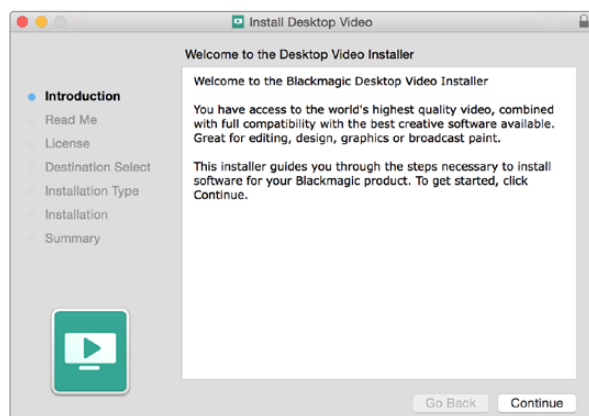 Install Desktop Video
Welcome to the Desktop Video Installer
Introduction
Read Me
License
Destination Select
Installation Type
Installation
Summary
Welcome to the Blackmagic Desktop Video Installer
You have access to the world's highest quality video, combined
with full compatibility with the best creative software available.
Great for editing, design, graphics or broadcast paint.
This installer guides you through the steps necessary to install
software for your Blackmagic product. To get started, click
Continue.
Go Back
Continue